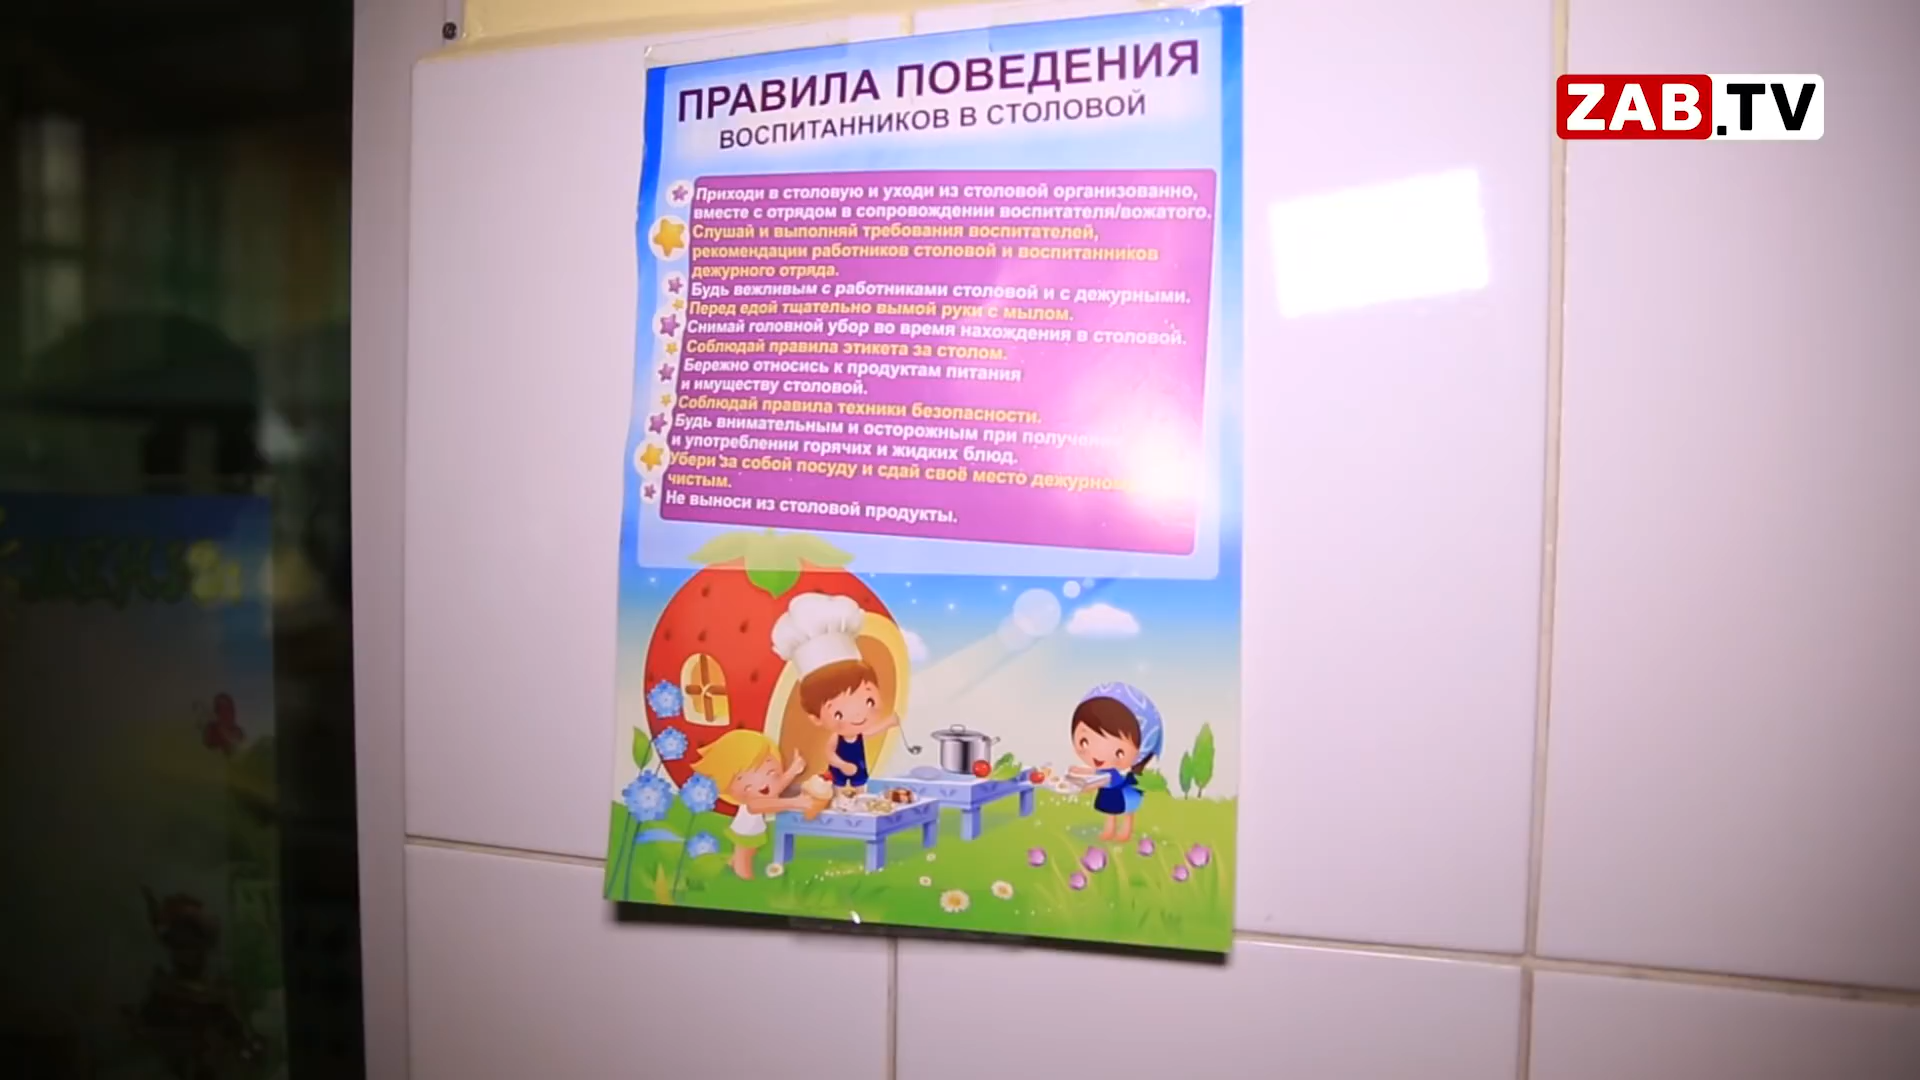 ПРАВИЛА ПОВЕДЕНИЯ
ВОСПИТАННИКОВ В СТОЛОВОЙ
Приходи в столовую и уходи из столовой организованно,
вместе с отрядом в сопровождении воспитателя/вожатого.
Слушай и выполняй требования воспитателей,
рекомендации работников столовой и воспитанников
дежурного отряда.
Будь вежливым с работниками столовой и с дежурными.
Перед едой тщательно вымой руки с мылом.
Снимай головной убор во время нахождения в столовой.
Соблюдай правила этикета за столом.
Бережно относись к продуктам питания
и имуществу столовой.
Соблюдай правила техники безопасности.
Будь внимательным и осторожным при
и употреблении горячих и жидких блюд.
Убери за собой посуду и сдай своё место
чистым.
Не выноси из столовой продукты.
ZAB.TV